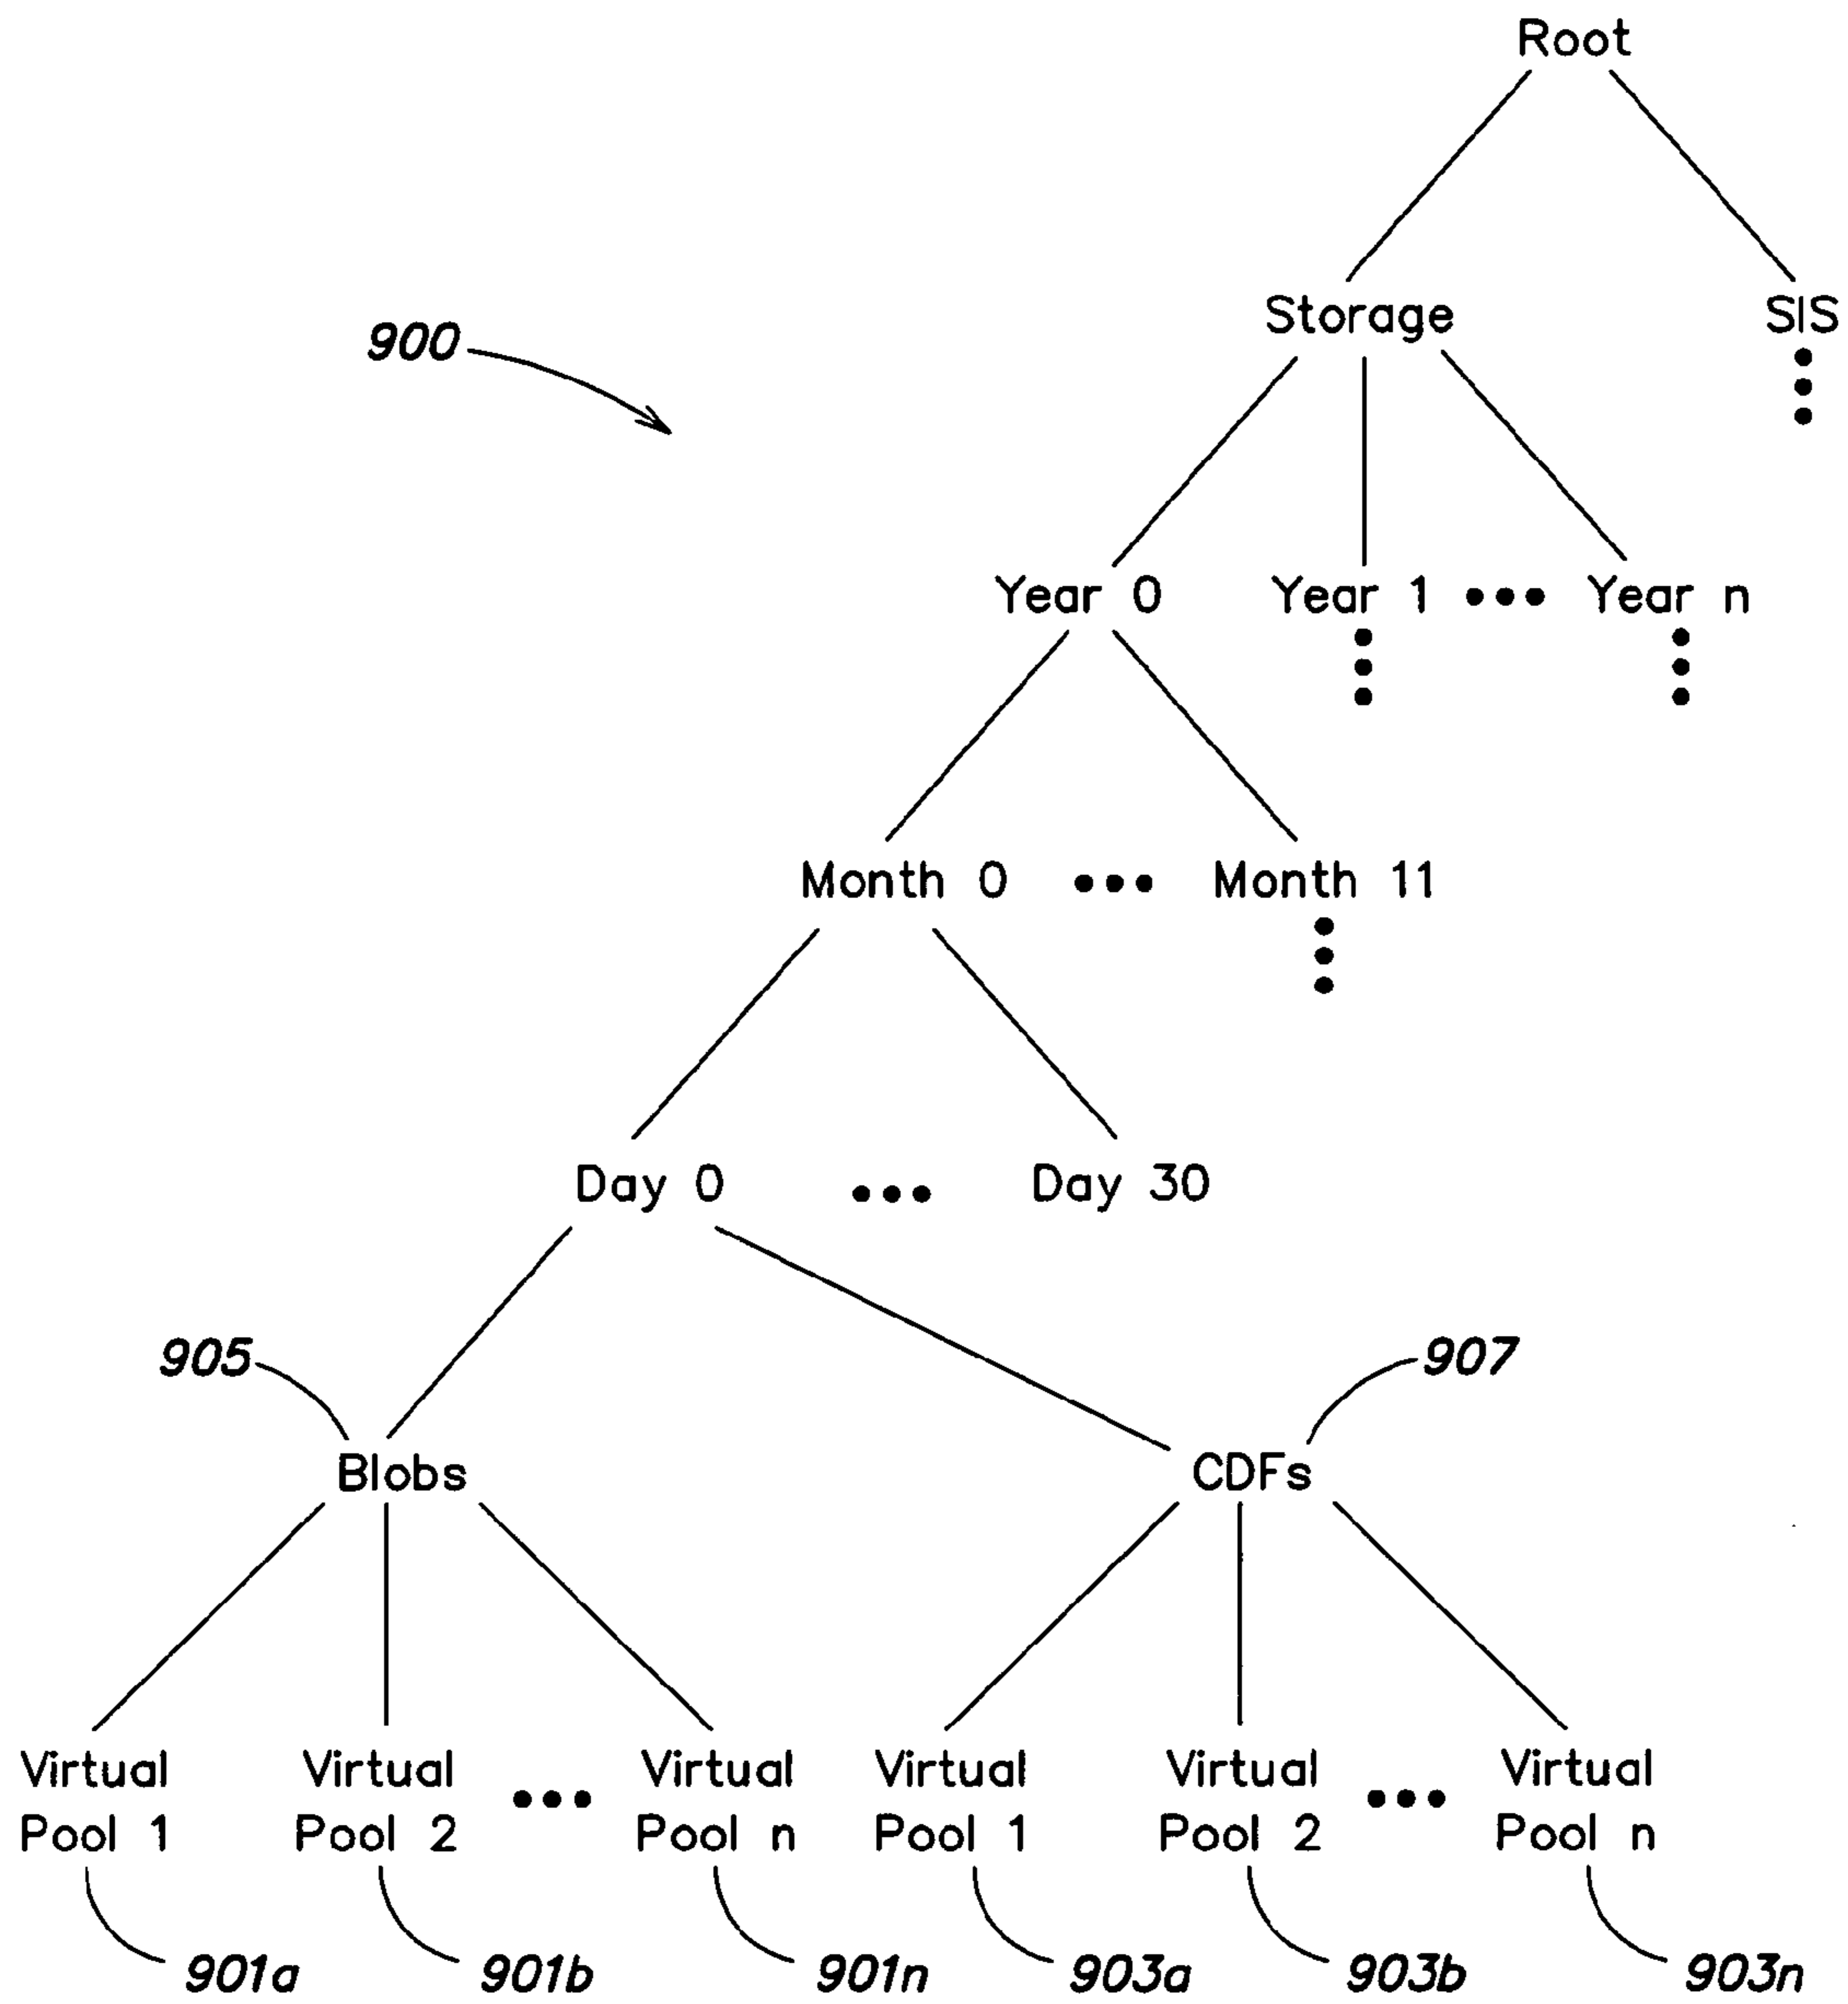 Root
Storage
SIS
900
Year 0
Year 1
Year n
Month 0
Month 11
Day 0
Day 30
905
907
Blobs
CDFs
Virtual
Pool 1
Virtual
Pool 2
Virtual
Pool n
Virtual
Pool 1
Virtual
Pool 2
Virtual
Pool n
901a
901b
901n
903a
903b
903n